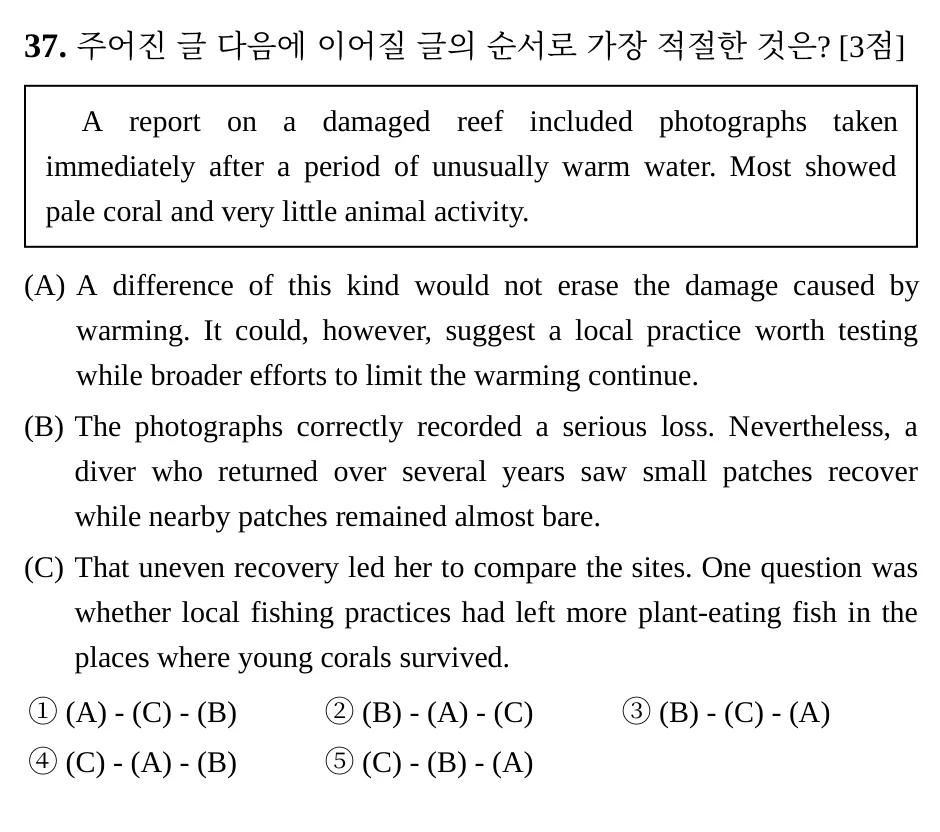 37. 주어진 글 다음에 이어질 글의 순서로 가장 적절한 것은? [3점]
A report on a damaged reef included photographs taken
immediately after a period of unusually warm water. Most showed
pale coral and very little animal activity.
(A) A difference of this kind would not erase the damage caused by
warming. It could, however, suggest a local practice worth testing
while broader efforts to limit the warming continue.
(B) The photographs correctly recorded a serious loss. Nevertheless, a
diver who returned over several years saw small patches recover
while nearby patches remained almost bare.
(C) That uneven recovery led her to compare the sites. One question was
whether local fishing practices had left more plant-eating fish in the
places where young corals survived.
① (A) - (C) - (B) ② (B) - (A) - (C) ③ (B) - (C) - (A)
④ (C) - (A) - (B) ⑤ (C) - (B) - (A)